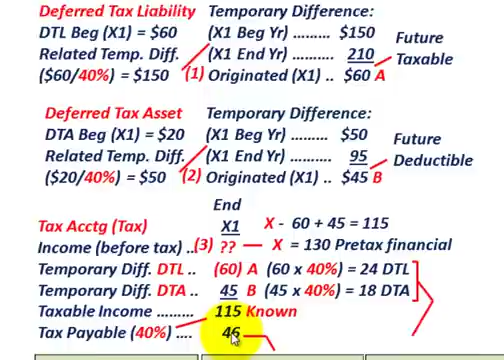 Deferred Tax Liability Temporary Difference:
DTL Beg (X1) = $60 (X1 Beg Yr) ......... $150 Future
Related Temp. Diff. (X1 End Yr) ......... 210 Taxable
($60/40%) = $150 (1) Originated (X1) .. $60 A
Deferred Tax Asset Temporary Difference:
DTA Beg (X1) = $20 (X1 Beg Yr) ......... $50 Future
Related Temp. Diff. (X1 End Yr) ......... 95 Deductible
($20/40%) = $50 (2) Originated (X1) .. $45 B
End
Tax Acctg (Tax) X1 X - 60 + 45 = 115
Income (before tax) .. (3) ?? — X = 130 Pretax financial
Temporary Diff. DTL .. (60) A (60 x 40%) = 24 DTL
Temporary Diff. DTA .. 45 B (45 x 40%) = 18 DTA
Taxable Income ......... 115 Known
Tax Payable (40%) .... 46